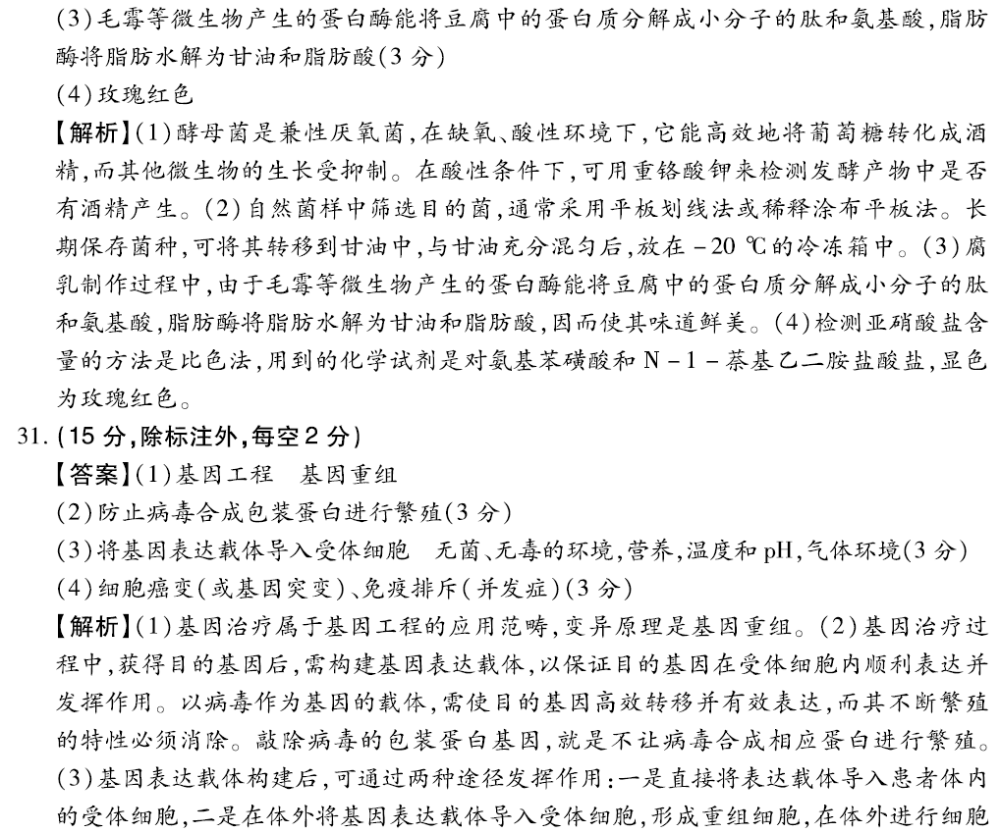 (3)毛霉等微生物产生的蛋白酶能将豆腐中的蛋白质分解成小分子的肽和氨基酸,脂肪
酶将脂肪水解为甘油和脂肪酸(3 分)
(4)玫瑰红色
【解析】(1)酵母菌是兼性厌氧菌,在缺氧、酸性环境下,它能高效地将葡萄糖转化成酒
精,而其他微生物的生长受抑制。在酸性条件下,可用重铬酸钾来检测发酵产物中是否
有酒精产生。(2)自然菌样中筛选目的菌,通常采用平板划线法或稀释涂布平板法。长
期保存菌种,可将其转移到甘油中,与甘油充分混匀后,放在 -20 ℃的冷冻箱中。(3)腐
乳制作过程中,由于毛霉等微生物产生的蛋白酶能将豆腐中的蛋白质分解成小分子的肽
和氨基酸,脂肪酶将脂肪水解为甘油和脂肪酸,因而使其味道鲜美。(4)检测亚硝酸盐含
量的方法是比色法,用到的化学试剂是对氨基苯磺酸和 N-1-萘基乙二胺盐酸盐,显色
为玫瑰红色。
31. (15 分,除标注外,每空 2 分)
【答案】(1)基因工程 基因重组
(2)防止病毒合成包装蛋白进行繁殖(3 分)
(3)将基因表达载体导入受体细胞 无菌、无毒的环境,营养,温度和 pH,气体环境(3 分)
(4)细胞癌变(或基因突变)、免疫排斥(并发症)(3 分)
【解析】(1)基因治疗属于基因工程的应用范畴,变异原理是基因重组。(2)基因治疗过
程中,获得目的基因后,需构建基因表达载体,以保证目的基因在受体细胞内顺利表达并
发挥作用。以病毒作为基因的载体,需使目的基因高效转移并有效表达,而其不断繁殖
的特性必须消除。敲除病毒的包装蛋白基因,就是不让病毒合成相应蛋白进行繁殖。
(3)基因表达载体构建后,可通过两种途径发挥作用:一是直接将表达载体导入患者体内
的受体细胞,二是在体外将基因表达载体导入受体细胞,形成重组细胞,在体外进行细胞